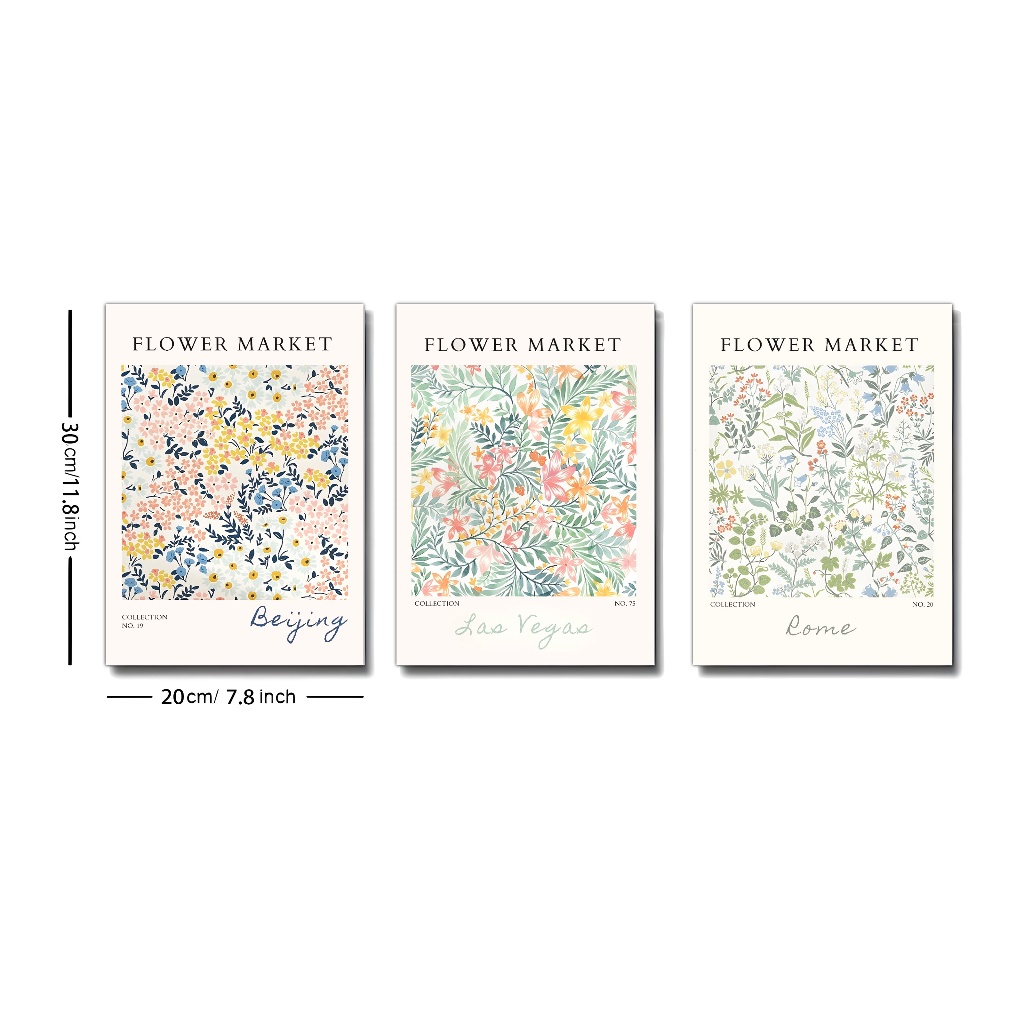 FLOWER MARKET
COLLECTION
NO. 19
Beijing
FLOWER MARKET
COLLECTION NO. 75
Las Vegas
FLOWER MARKET
COLLECTION NO. 20
Rome
30cm/11.8inch
20cm/ 7.8 inch